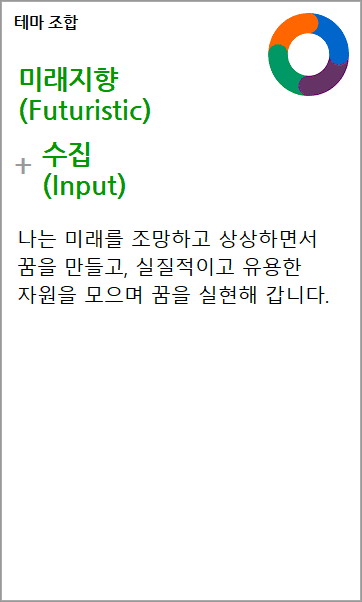 테마 조합
미래지향
(Futuristic)
+ 수집
(Input)
나는 미래를 조망하고 상상하면서
꿈을 만들고, 실질적이고 유용한
자원을 모으며 꿈을 실현해 갑니다.